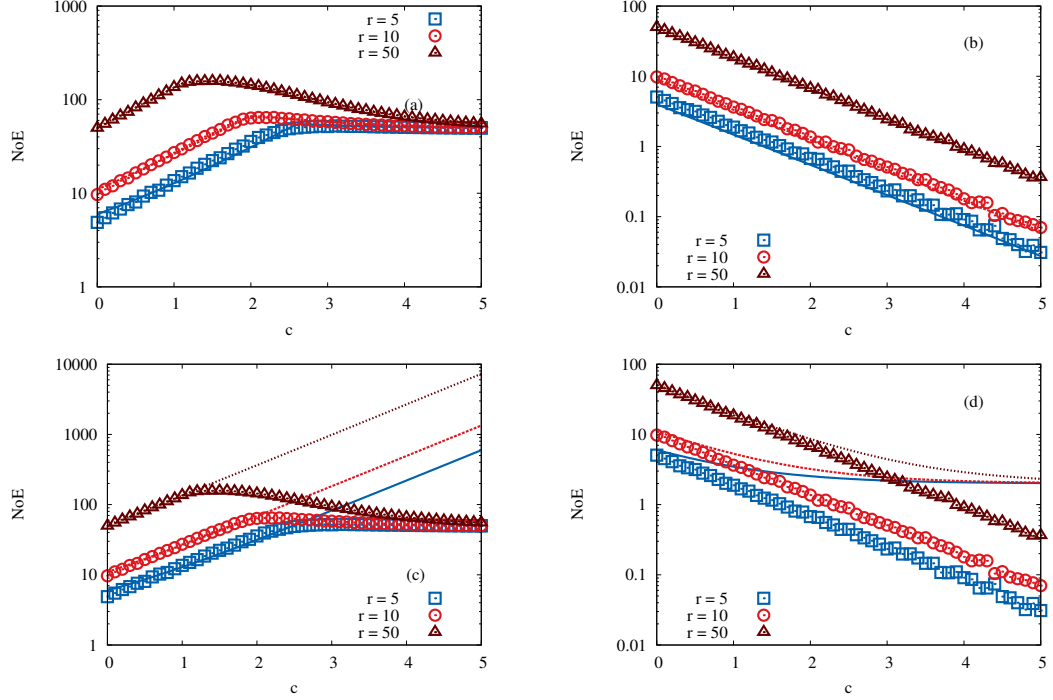 1000
100
10
1
NoE
0 1 2 3 4 5
c
(a)
r = 5
r = 10
r = 50
100
10
1
0.1
0.01
NoE
0 1 2 3 4 5
c
(b)
r = 5
r = 10
r = 50
10000
1000
100
10
1
NoE
0 1 2 3 4 5
c
(c)
r = 5
r = 10
r = 50
100
10
1
0.1
0.01
NoE
0 1 2 3 4 5
c
(d)
r = 5
r = 10
r = 50